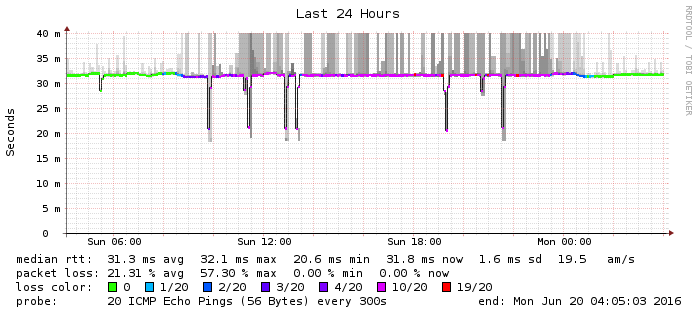 Last 24 Hours
RRDTOOL / TOBI OETIKER
Seconds
40 m
35 m
30 m
25 m
20 m
15 m
10 m
5 m
0
Sun 06:00 Sun 12:00 Sun 18:00 Mon 00:00
median rtt: 31.3 ms avg 32.1 ms max 20.6 ms min 31.8 ms now 1.6 ms sd 19.5 am/s
packet loss: 21.31 % avg 57.30 % max 0.00 % min 0.00 % now
loss color: 0 1/20 2/20 3/20 4/20 10/20 19/20
probe: 20 ICMP Echo Pings (56 Bytes) every 300s end: Mon Jun 20 04:05:03 2016